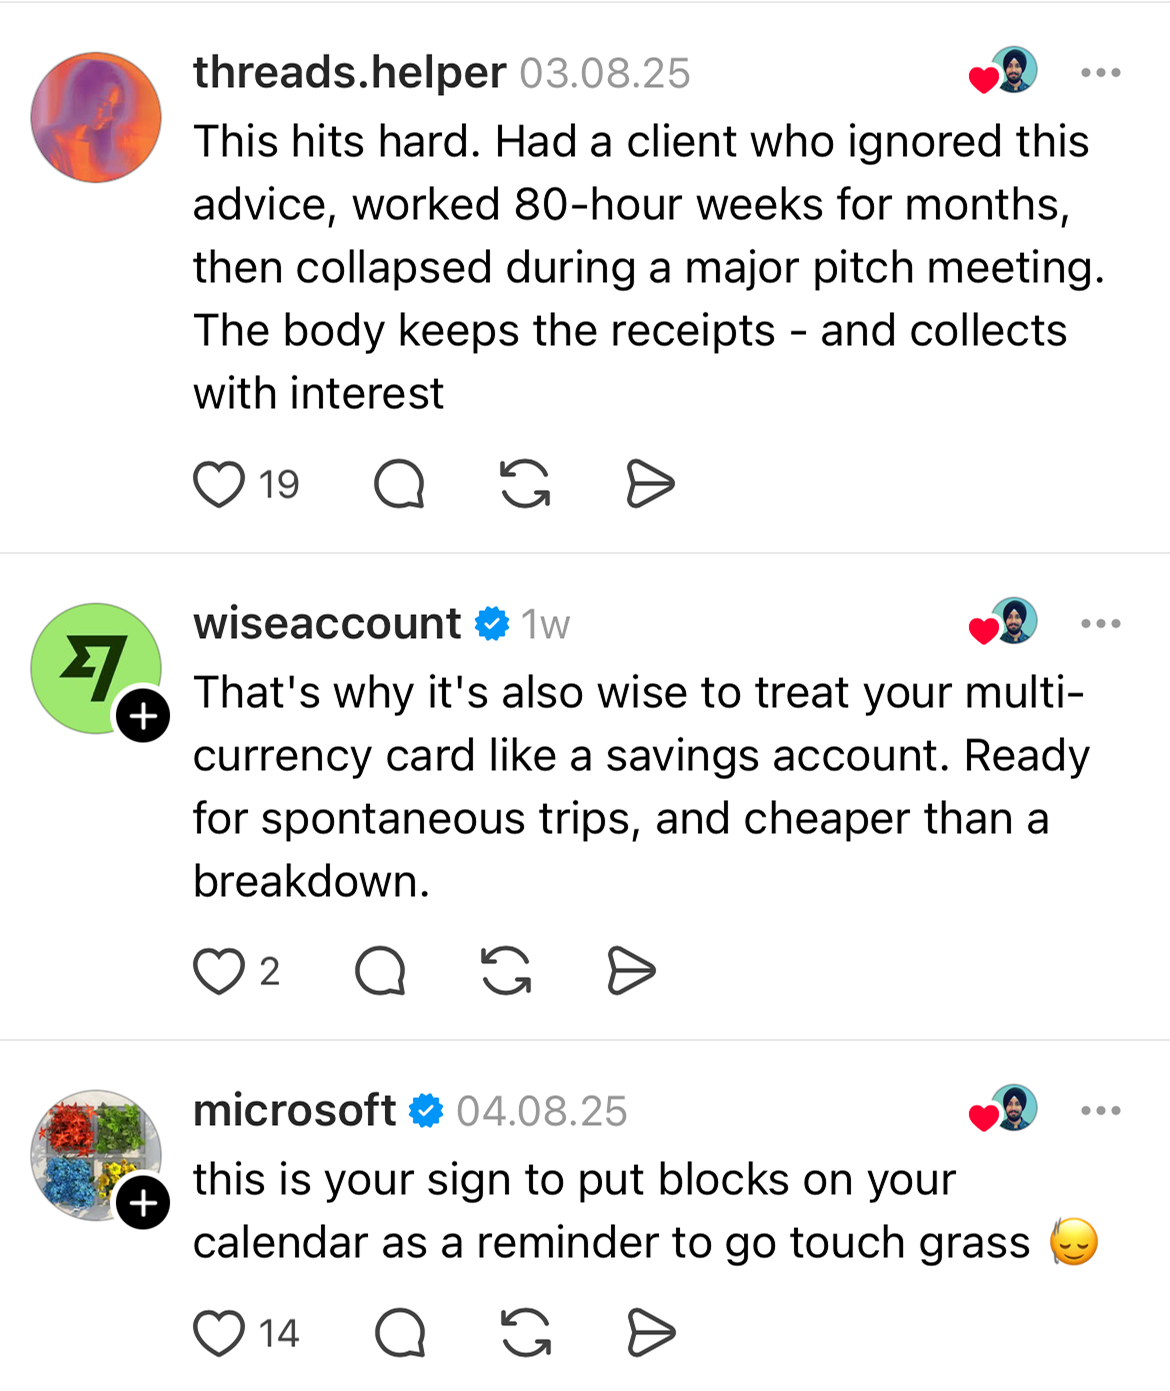 threads.helper 03.08.25
This hits hard. Had a client who ignored this
advice, worked 80-hour weeks for months,
then collapsed during a major pitch meeting.
The body keeps the receipts - and collects
with interest
19
wiseaccount 1w
That's why it's also wise to treat your multi-
currency card like a savings account. Ready
for spontaneous trips, and cheaper than a
breakdown.
2
microsoft 04.08.25
this is your sign to put blocks on your
calendar as a reminder to go touch grass
14